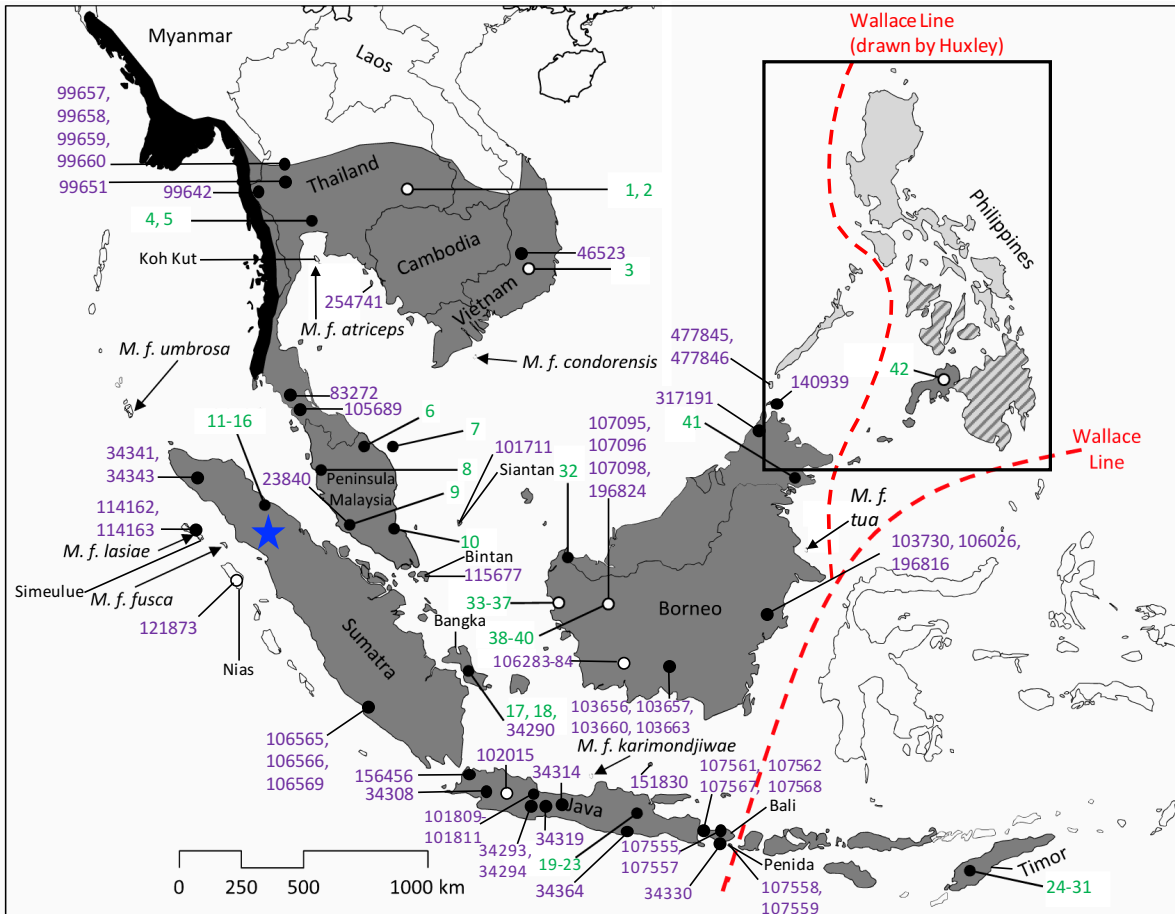 Myanmar
Laos
Wallace Line
(drawn by Huxley)
99657,
99658,
99659,
99660
99651
99642
Thailand
1, 2
4, 5
Koh Kut
Cambodia
46523
3
Vietnam
254741
M. f. atriceps
M. f. condorensis
M. f. umbrosa
Philippines
477845,
477846
140939
42
317191
41
83272
105689
6
7
11-16
107095,
107096
107098,
196824
101711
Siantan
32
Wallace
Line
34341,
34343
23840
8
Peninsula
Malaysia
9
114162,
114163
M. f. lasiae
10
M. f.
tua
Bintan
115677
103730, 106026,
196816
Simeulue
M. f. fusca
33-37
Borneo
Bangka
38-40
121873
Nias
Sumatra
106283-84
17, 18,
34290
103656, 103657,
103660, 103663
106565,
106566,
106569
M. f. karimondjiwae
102015
156456
34314
151830
107561, 107562
107567, 107568
34308
Java
Bali
101809-
101811
34319
107555,
107557
34293,
34294
19-23
Penida
Timor
34364
34330
107558,
107559
24-31
0 250 500 1000 km